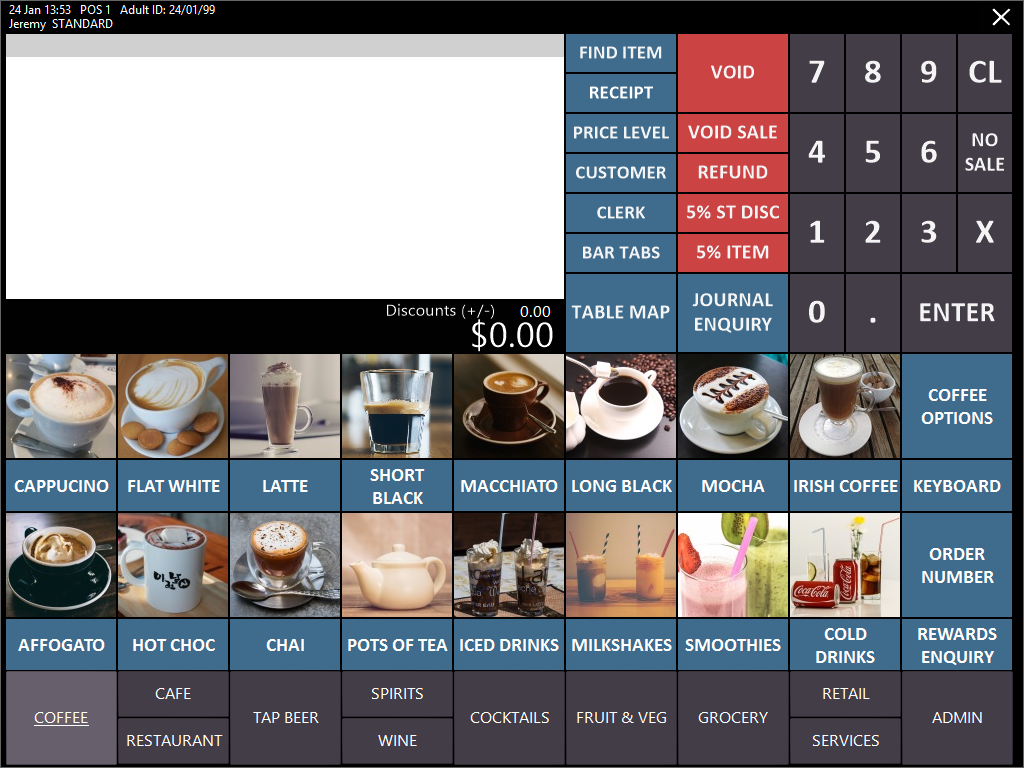 24 Jan 13:53 POS 1 Adult ID: 24/01/99
Jeremy STANDARD
FIND ITEM
VOID
7
8
9
CL
RECEIPT
PRICE LEVEL
VOID SALE
4
5
6
NO
SALE
CUSTOMER
REFUND
CLERK
5% ST DISC
1
2
3
X
BAR TABS
5% ITEM
Discounts (+/-) 0.00
$0.00
TABLE MAP
JOURNAL
ENQUIRY
0
.
ENTER
COFFEE
OPTIONS
CAPPUCINO
FLAT WHITE
LATTE
SHORT
BLACK
MACCHIATO
LONG BLACK
MOCHA
IRISH COFFEE
KEYBOARD
Coca-Cola
Coca-Cola
ORDER
NUMBER
AFFOGATO
HOT CHOC
CHAI
POTS OF TEA
ICED DRINKS
MILKSHAKES
SMOOTHIES
COLD
DRINKS
REWARDS
ENQUIRY
COFFEE
CAFE
RESTAURANT
TAP BEER
SPIRITS
WINE
COCKTAILS
FRUIT & VEG
GROCERY
RETAIL
SERVICES
ADMIN